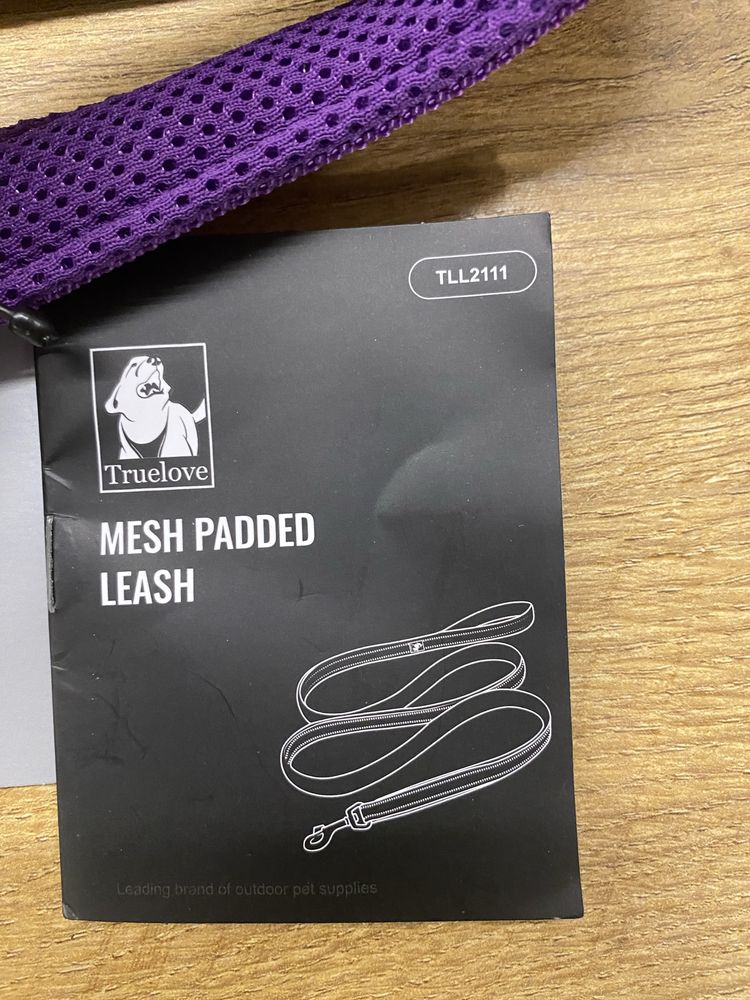 TLL2111
Truelove
MESH PADDED
LEASH
Leading brand of outdoor pet supplies